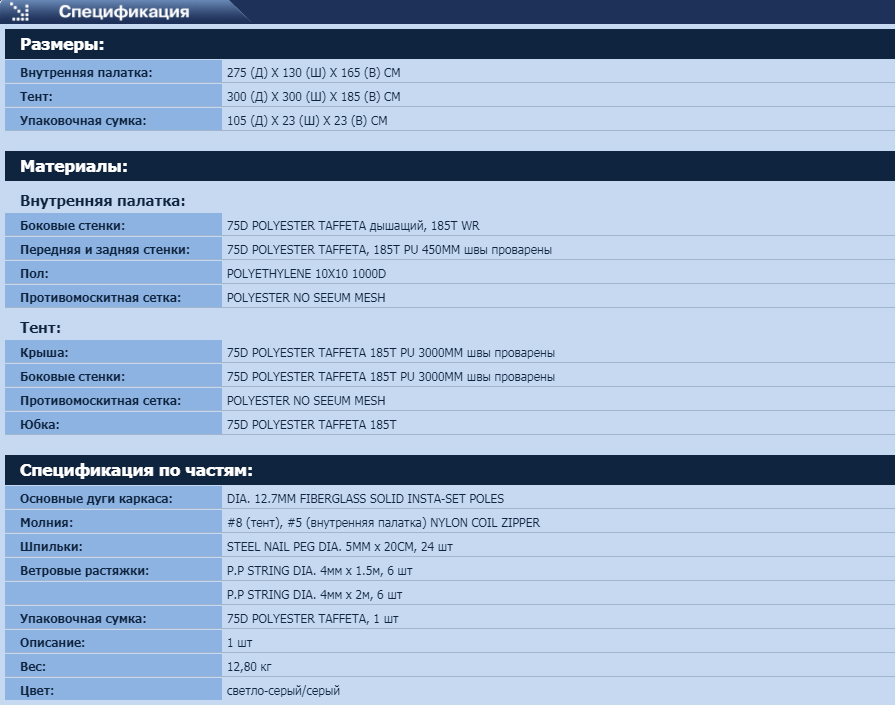 Спецификация
Размеры:
Внутренняя палатка: 275 (Д) X 130 (Ш) X 165 (В) СМ
Тент: 300 (Д) X 300 (Ш) X 185 (В) СМ
Упаковочная сумка: 105 (Д) X 23 (Ш) X 23 (В) СМ
Материалы:
Внутренняя палатка:
Боковые стенки: 75D POLYESTER TAFFETA дышащий, 185T WR
Передняя и задняя стенки: 75D POLYESTER TAFFETA, 185T PU 450MM швы проварены
Пол: POLYETHYLENE 10X10 1000D
Противомоскитная сетка: POLYESTER NO SEEUM MESH
Тент:
Крыша: 75D POLYESTER TAFFETA 185T PU 3000MM швы проварены
Боковые стенки: 75D POLYESTER TAFFETA 185T PU 3000MM швы проварены
Противомоскитная сетка: POLYESTER NO SEEUM MESH
Юбка: 75D POLYESTER TAFFETA 185T
Спецификация по частям:
Основные дуги каркаса: DIA. 12.7MM FIBERGLASS SOLID INSTA-SET POLES
Молния: #8 (тент), #5 (внутренняя палатка) NYLON COIL ZIPPER
Шпильки: STEEL NAIL PEG DIA. 5MM x 20CM, 24 шт
Ветровые растяжки: P.P STRING DIA. 4мм x 1.5м, 6 шт
P.P STRING DIA. 4мм x 2м, 6 шт
Упаковочная сумка: 75D POLYESTER TAFFETA, 1 шт
Описание: 1 шт
Вес: 12,80 кг
Цвет: светло-серый/серый